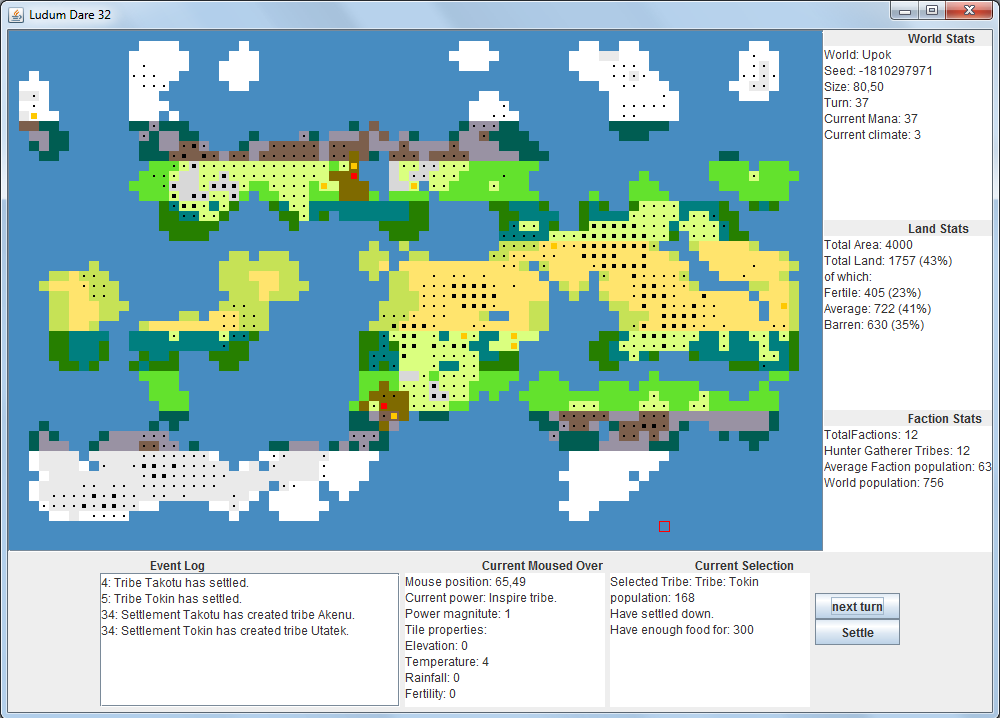 Ludum Dare 32
World Stats
World: Upok
Seed: -1810297971
Size: 80,50
Turn: 37
Current Mana: 37
Current climate: 3
Land Stats
Total Area: 4000
Total Land: 1757 (43%)
of which:
Fertile: 405 (23%)
Average: 722 (41%)
Barren: 630 (35%)
Faction Stats
TotalFactions: 12
Hunter Gatherer Tribes: 12
Average Faction population: 63
World population: 756
Event Log
4: Tribe Takotu has settled.
5: Tribe Tokin has settled.
34: Settlement Takotu has created tribe Akenu.
34: Settlement Tokin has created tribe Utatek.
Current Moused Over
Mouse position: 65,49
Current power: Inspire tribe.
Power magnitute: 1
Tile properties:
Elevation: 0
Temperature: 4
Rainfall: 0
Fertility: 0
Current Selection
Selected Tribe: Tribe: Tokin
population: 168
Have settled down.
Have enough food for: 300
next turn
Settle